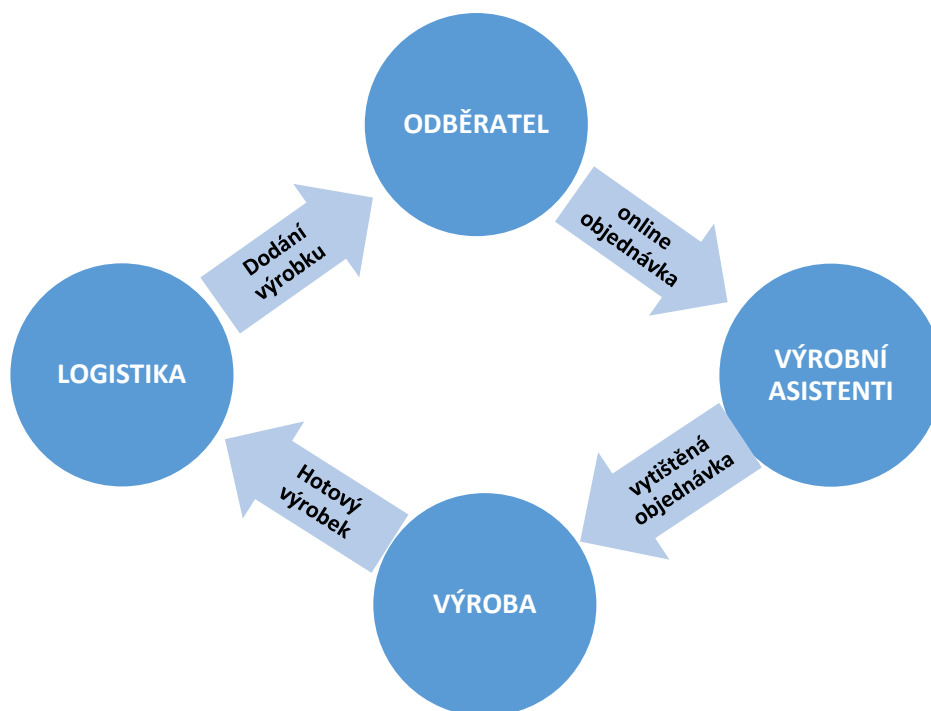 ODBĚRATEL
online
objednávka
VÝROBNÍ
ASISTENTI
vytištěná
objednávka
VÝROBA
Hotový
výrobek
LOGISTIKA
Dodání
výrobku